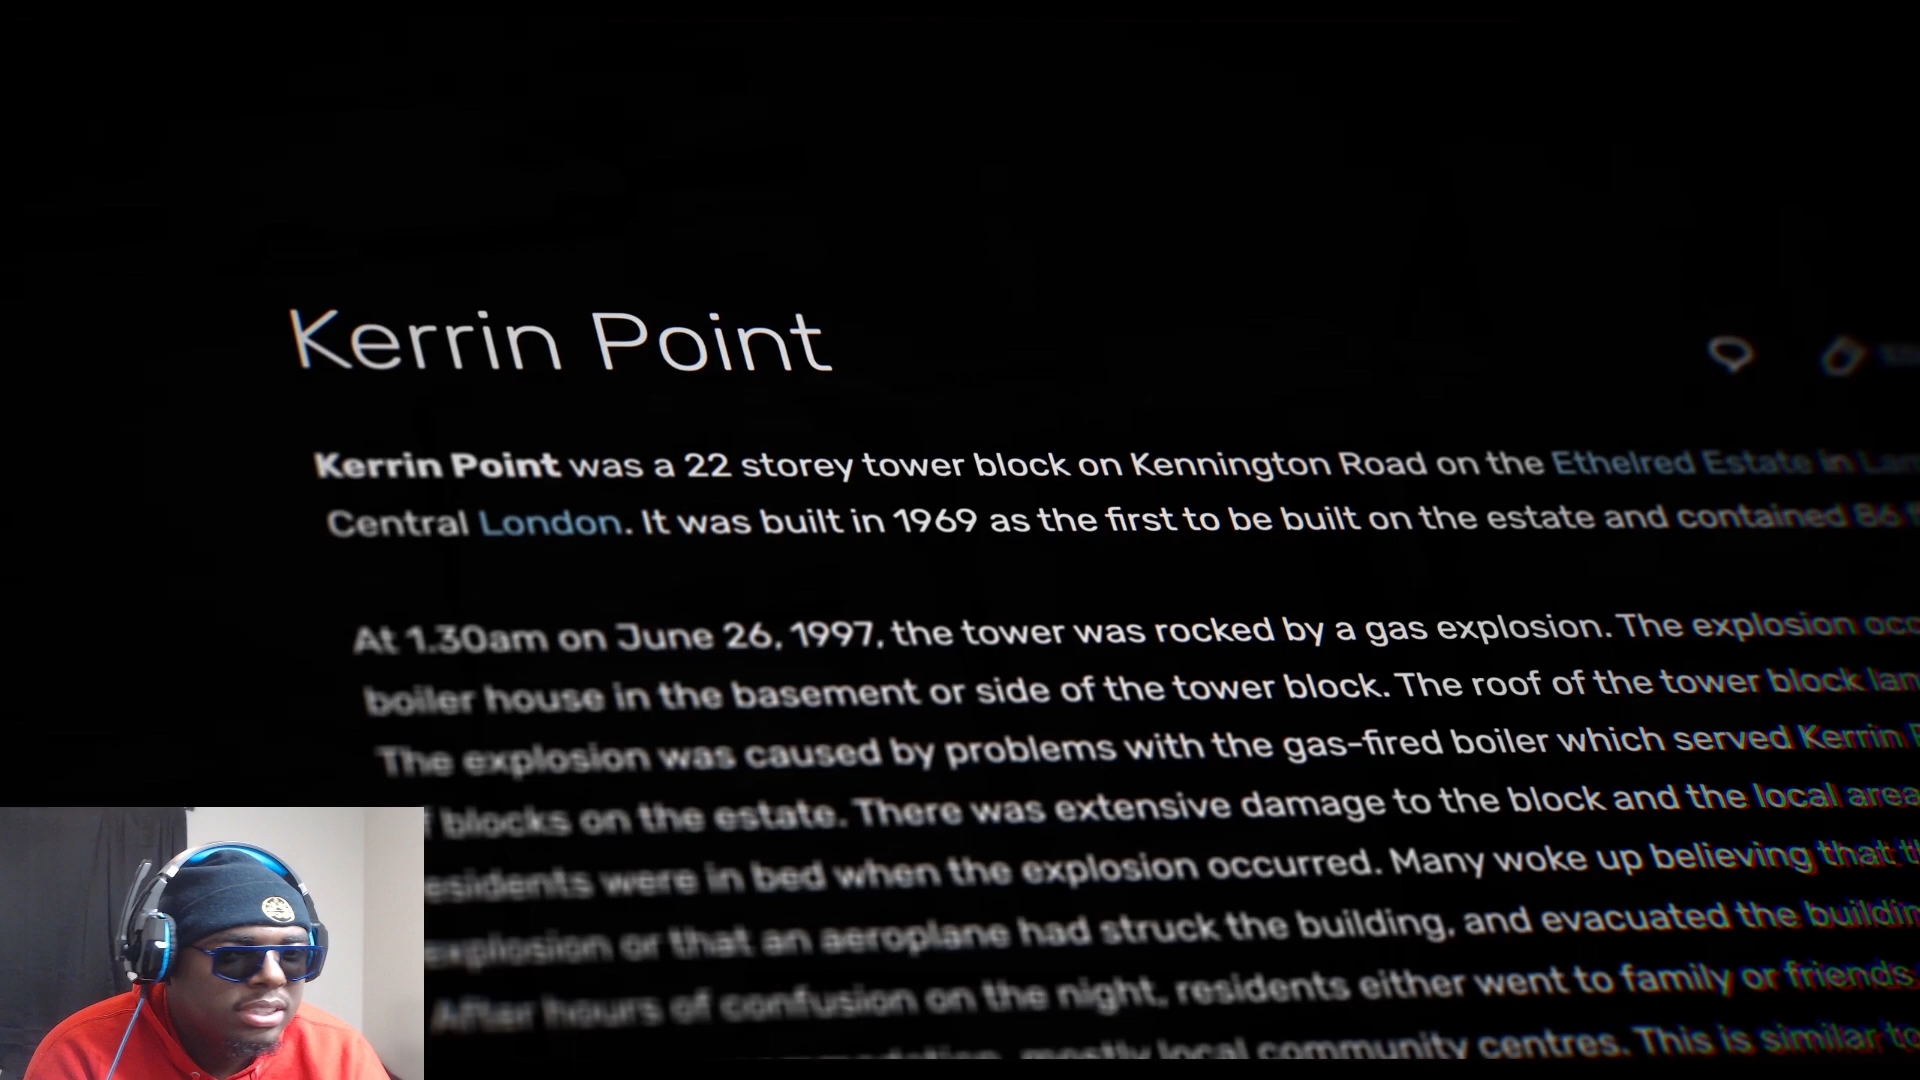 Kerrin Point
Kerrin Point was a 22 storey tower block on Kennington Road on the Ethelred Estate in
Central London. It was built in 1969 as the first to be built on the estate and contained 86
At 1.30am on June 26, 1997, the tower was rocked by a gas explosion. The explosion
boiler house in the basement or side of the tower block. The roof of the tower block
The explosion was caused by problems with the gas-fired boiler which served Kerrin
blocks on the estate. There was extensive damage to the block and the local area
esidents were in bed when the explosion occurred. Many woke up believing that
explosion or that an aeroplane had struck the building, and evacuated the buildin
After hours of confusion on the night, residents either went to family or friends
mostly local community centres. This is similar to